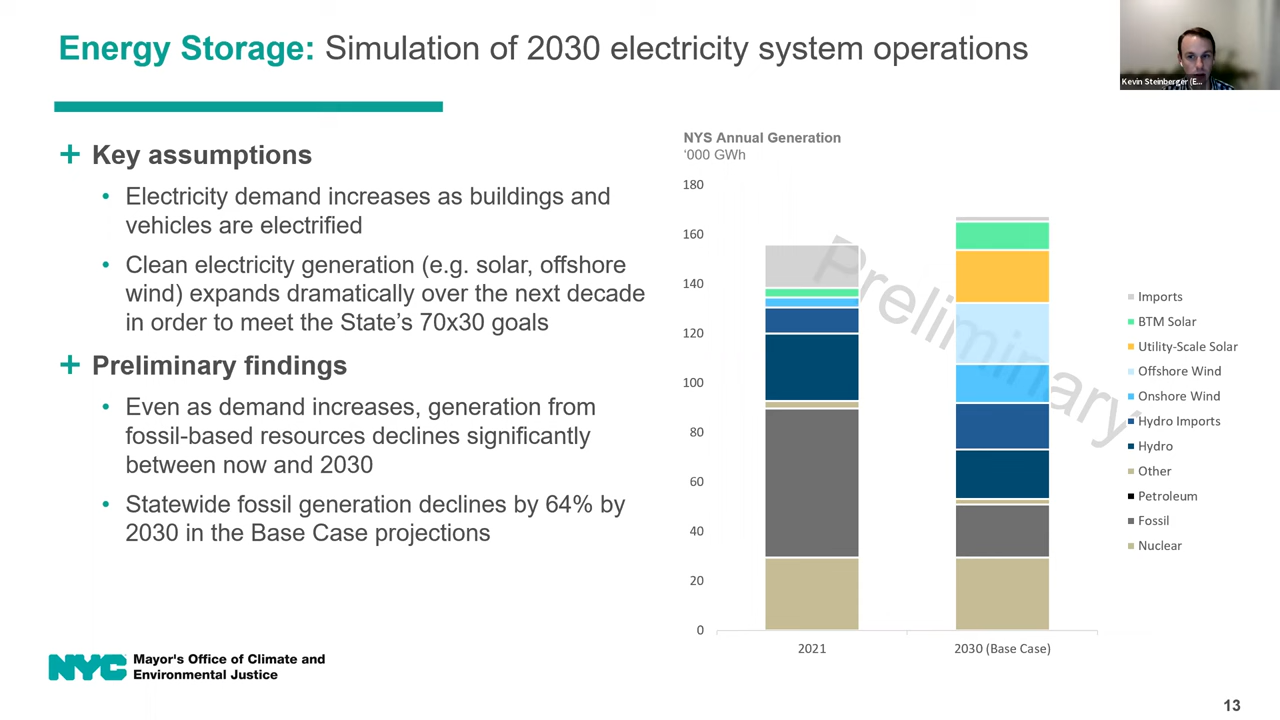 Energy Storage: Simulation of 2030 electricity system operations
Kevin Steinberger (E...
+ Key assumptions
• Electricity demand increases as buildings and
vehicles are electrified
• Clean electricity generation (e.g. solar, offshore
wind) expands dramatically over the next decade
in order to meet the State’s 70x30 goals
+ Preliminary findings
• Even as demand increases, generation from
fossil-based resources declines significantly
between now and 2030
• Statewide fossil generation declines by 64% by
2030 in the Base Case projections
NYS Annual Generation
‘000 GWh
180
160
140
120
100
80
60
40
20
0
2021
2030 (Base Case)
Preliminary
Imports
BTM Solar
Utility-Scale Solar
Offshore Wind
Onshore Wind
Hydro Imports
Hydro
Other
Petroleum
Fossil
Nuclear
NYC
Mayor's Office of Climate and
Environmental Justice
13